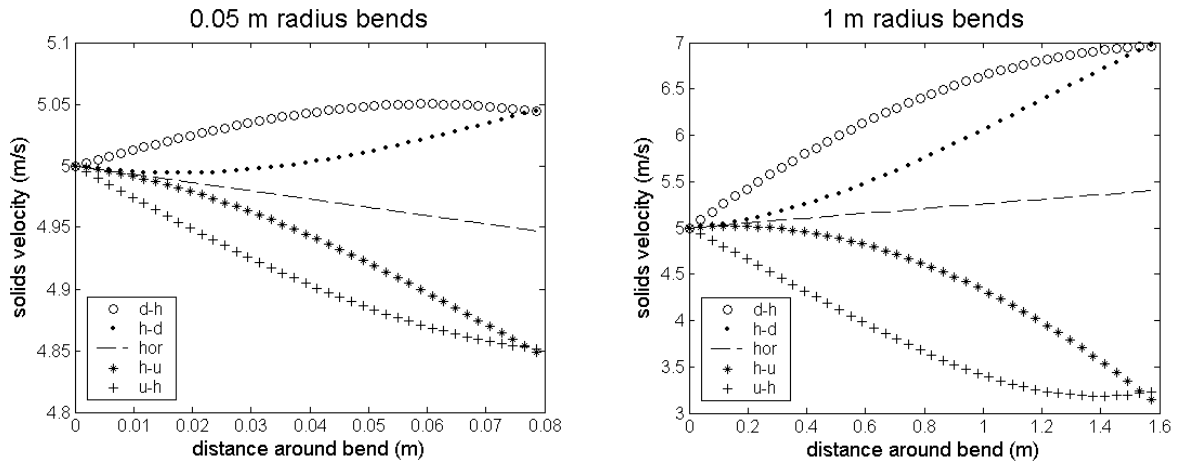 0.05 m radius bends
5.1
5.05
5
4.95
4.9
4.85
4.8
solids velocity (m/s)
d-h
h-d
hor
h-u
u-h
0 0.01 0.02 0.03 0.04 0.05 0.06 0.07 0.08
distance around bend (m)
1 m radius bends
7
6.5
6
5.5
5
4.5
4
3.5
3
solids velocity (m/s)
d-h
h-d
hor
h-u
u-h
0 0.2 0.4 0.6 0.8 1 1.2 1.4 1.6
distance around bend (m)